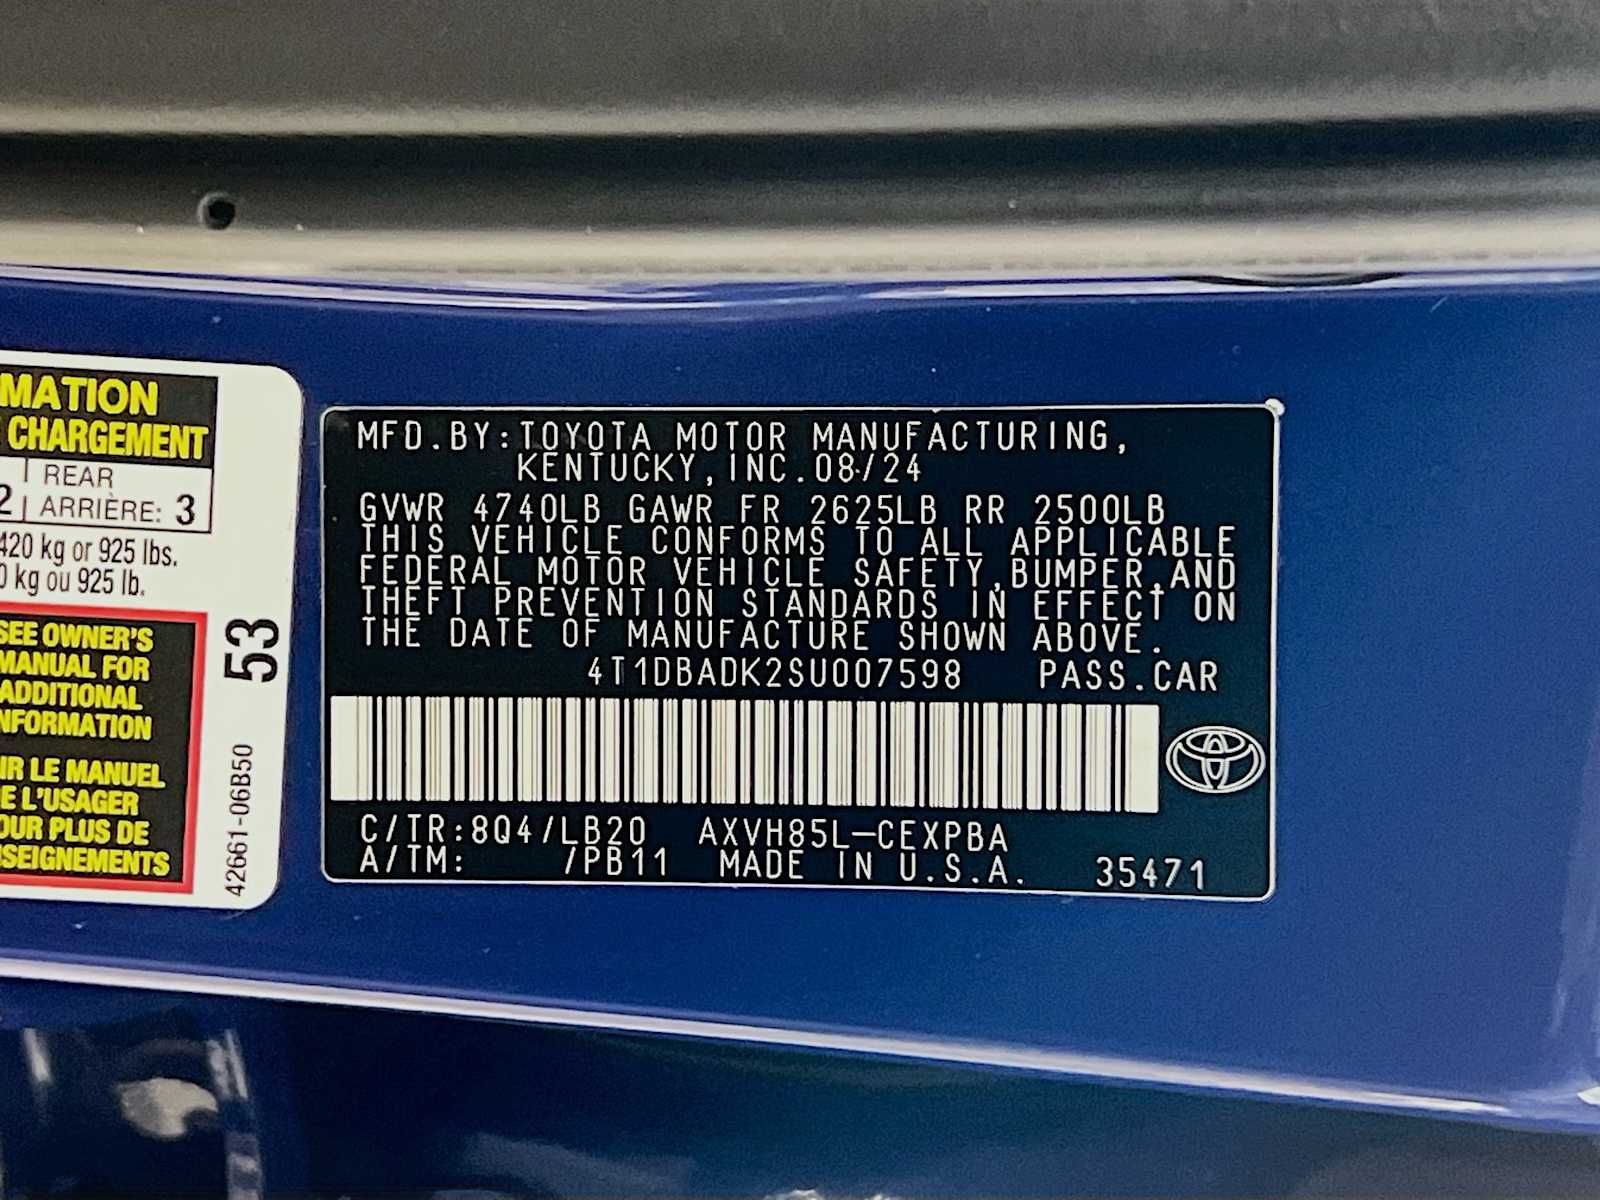 MATION
CHARGEMENT
REAR
2 ARRIÈRE: 3
420 kg or 925 lbs.
0 kg ou 925 lb.
SEE OWNER'S
MANUAL FOR
ADDITIONAL
NFORMATION
IR LE MANUEL
E L'USAGER
OUR PLUS DE
NSEIGNEMENTS
53
42661-06B50
MFD.BY:TOYOTA MOTOR MANUFACTURING,
KENTUCKY,INC.08/24
GVWR 4740LB GAWR FR 2625LB RR 2500LB
THIS VEHICLE CONFORMS TO ALL APPLICABLE
FEDERAL MOTOR VEHICLE SAFETY,BUMPER,AND
THEFT PREVENTION STANDARDS IN EFFECT ON
THE DATE OF MANUFACTURE SHOWN ABOVE.
4T1DBADK2SU007598 PASS.CAR
C/TR:8Q4/LB20 AXVH85L-CEXPBA
A/TM: /PB11 MADE IN U.S.A. 35471